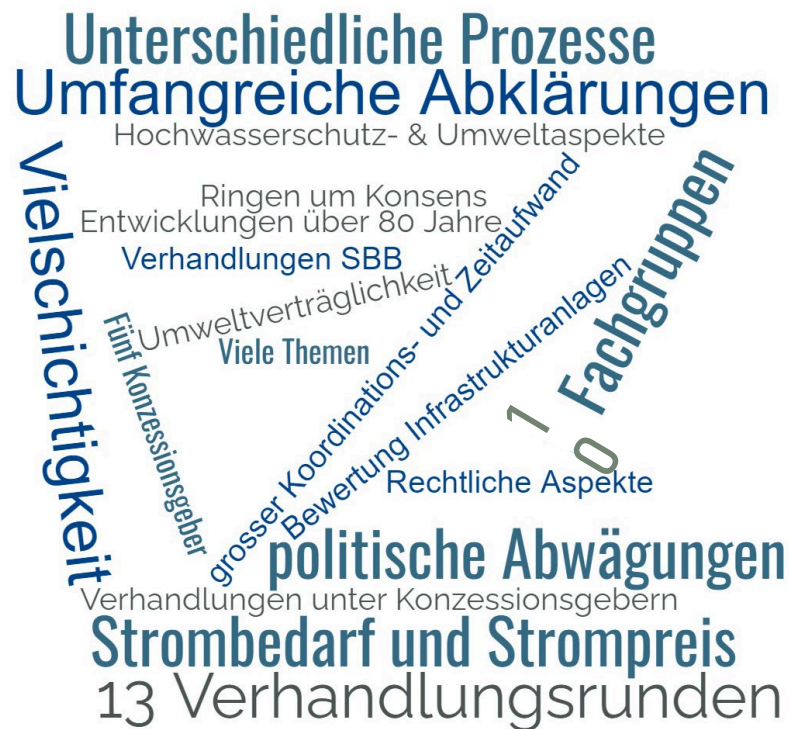 Unterschiedliche Prozesse
Umfangreiche Abklärungen
Hochwasserschutz- & Umweltaspekte
Vielschichtigkeit
Ringen um Konsens
Entwicklungen über 80 Jahre
Verhandlungen SBB
Umweltverträglichkeit
Fünf Konzessionsgeber
Viele Themen
grosser Koordinations- und Zeitaufwand
Bewertung Infrastrukturanlagen
10 Fachgruppen
Rechtliche Aspekte
politische Abwägungen
Verhandlungen unter Konzessionsgebern
Strombedarf und Strompreis
13 Verhandlungsrunden